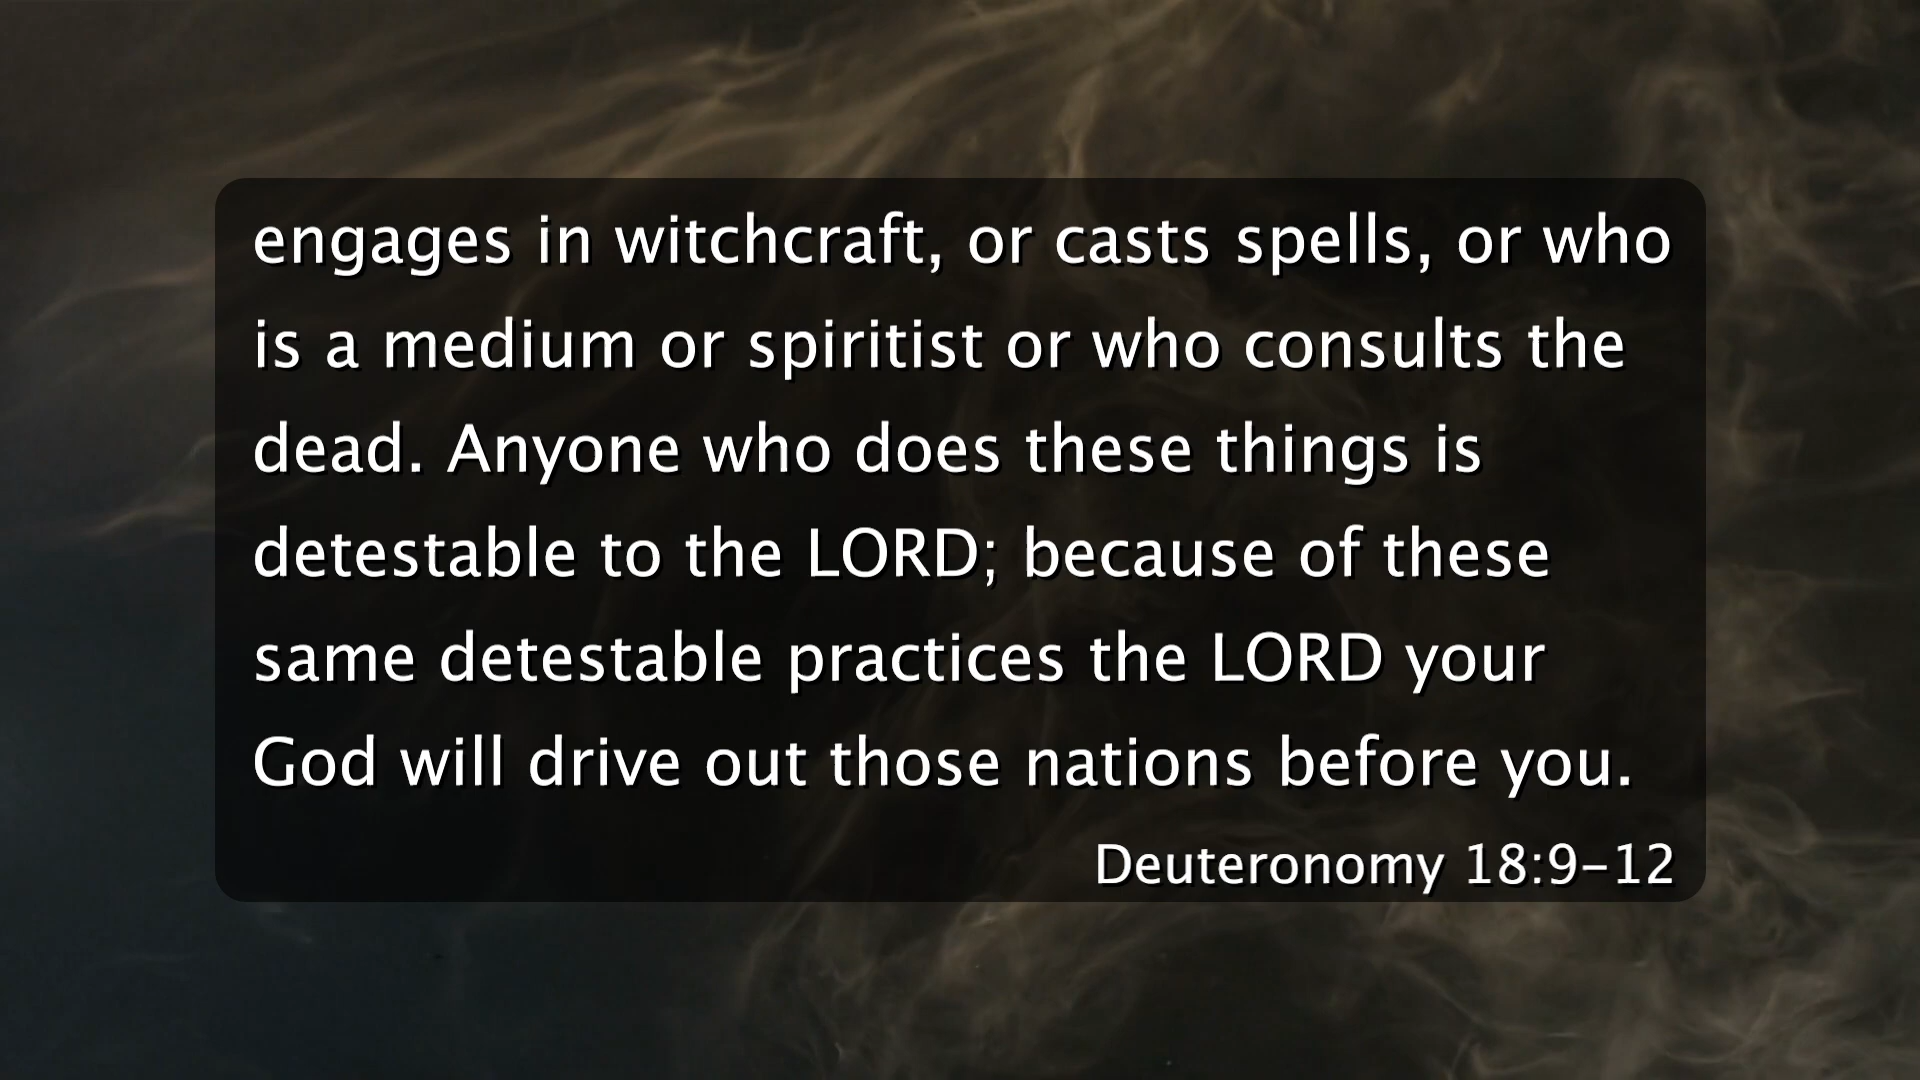 engages in witchcraft, or casts spells, or who
is a medium or spiritist or who consults the
dead. Anyone who does these things is
detestable to the LORD; because of these
same detestable practices the LORD your
God will drive out those nations before you.
Deuteronomy 18:9–12